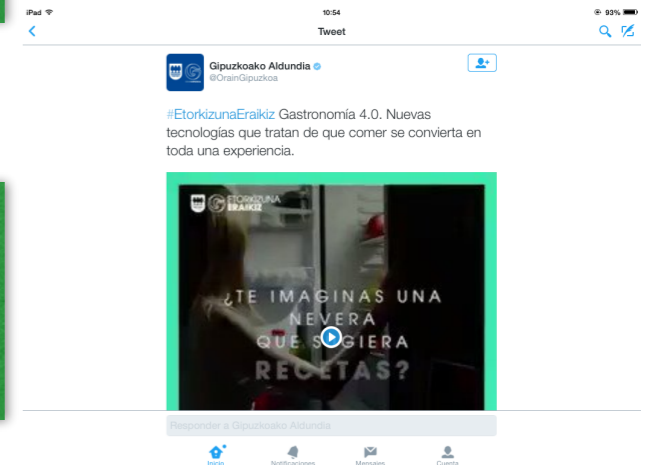 iPad
10:54
93%
Tweet
Gipuzkoako Aldundia
@OrainGipuzkoa
#EtorkizunaEraikiz Gastronomía 4.0. Nuevas
tecnologías que tratan de que comer se convierta en
toda una experiencia.
ETORKIZUNA
ERAIKIZ
¿TE IMAGINAS UNA
NEVERA
QUE SUGIERA
RECETAS?
Responder a Gipuzkoako Aldundia
Inicio
Notificaciones
Mensajes
Cuenta